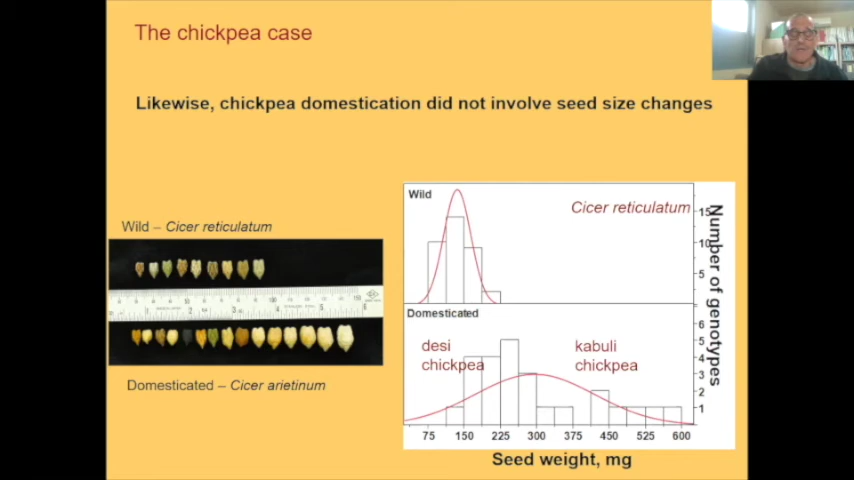 The chickpea case
Likewise, chickpea domestication did not involve seed size changes
Wild – Cicer reticulatum
Domesticated – Cicer arietinum
Wild
Cicer reticulatum
15
10
5
Domesticated
desi
chickpea
kabuli
chickpea
6
5
4
3
2
1
Number of genotypes
75 150 225 300 375 450 525 600
Seed weight, mg